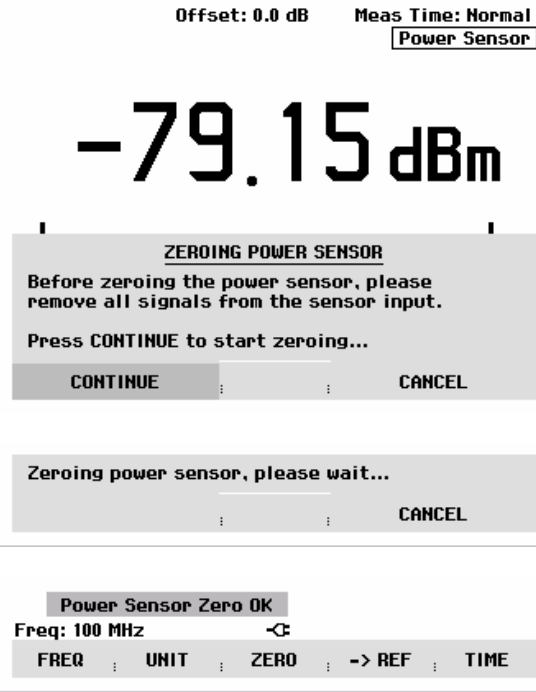 Offset: 0.0 dB Meas Time: Normal
Power Sensor
-79.15 dBm
ZEROING POWER SENSOR
Before zeroing the power sensor, please
remove all signals from the sensor input.
Press CONTINUE to start zeroing...
CONTINUE CANCEL
Zeroing power sensor, please wait...
CANCEL
Power Sensor Zero OK
Freq: 100 MHz
FREQ UNIT ZERO -> REF TIME